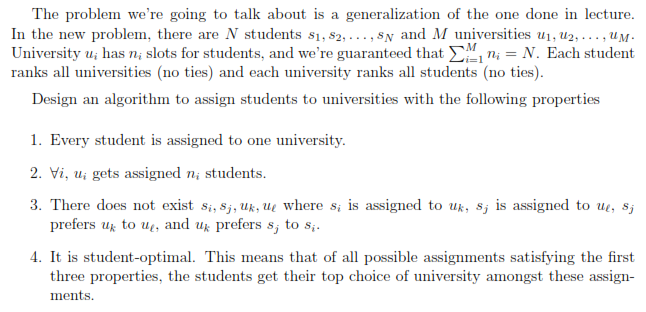 The problem we're going to talk about is a generalization of the one done in lecture.
In the new problem, there are N students s₁, s₂, . . . , s_N and M universities u₁, u₂, . . . , u_M.
University uᵢ has nᵢ slots for students, and we're guaranteed that ∑ᵢ₌₁ᴹ nᵢ = N. Each student
ranks all universities (no ties) and each university ranks all students (no ties).
Design an algorithm to assign students to universities with the following properties
1. Every student is assigned to one university.
2. ∀i, uᵢ gets assigned nᵢ students.
3. There does not exist sᵢ, sⱼ, uₖ, u_ℓ where sᵢ is assigned to uₖ, sⱼ is assigned to u_ℓ, sⱼ
prefers uₖ to u_ℓ, and uₖ prefers sⱼ to sᵢ.
4. It is student-optimal. This means that of all possible assignments satisfying the first
three properties, the students get their top choice of university amongst these assign-
ments.